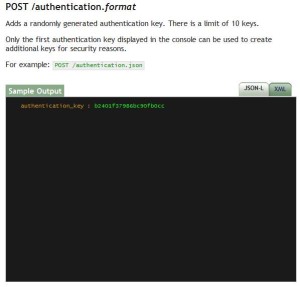 POST /authentication.format
Adds a randomly generated authentication key. There is a limit of 10 keys.
Only the first authentication key displayed in the console can be used to create
additional keys for security reasons.
For example: POST /authentication.json
Sample Output JSON-L XML
authentication_key :